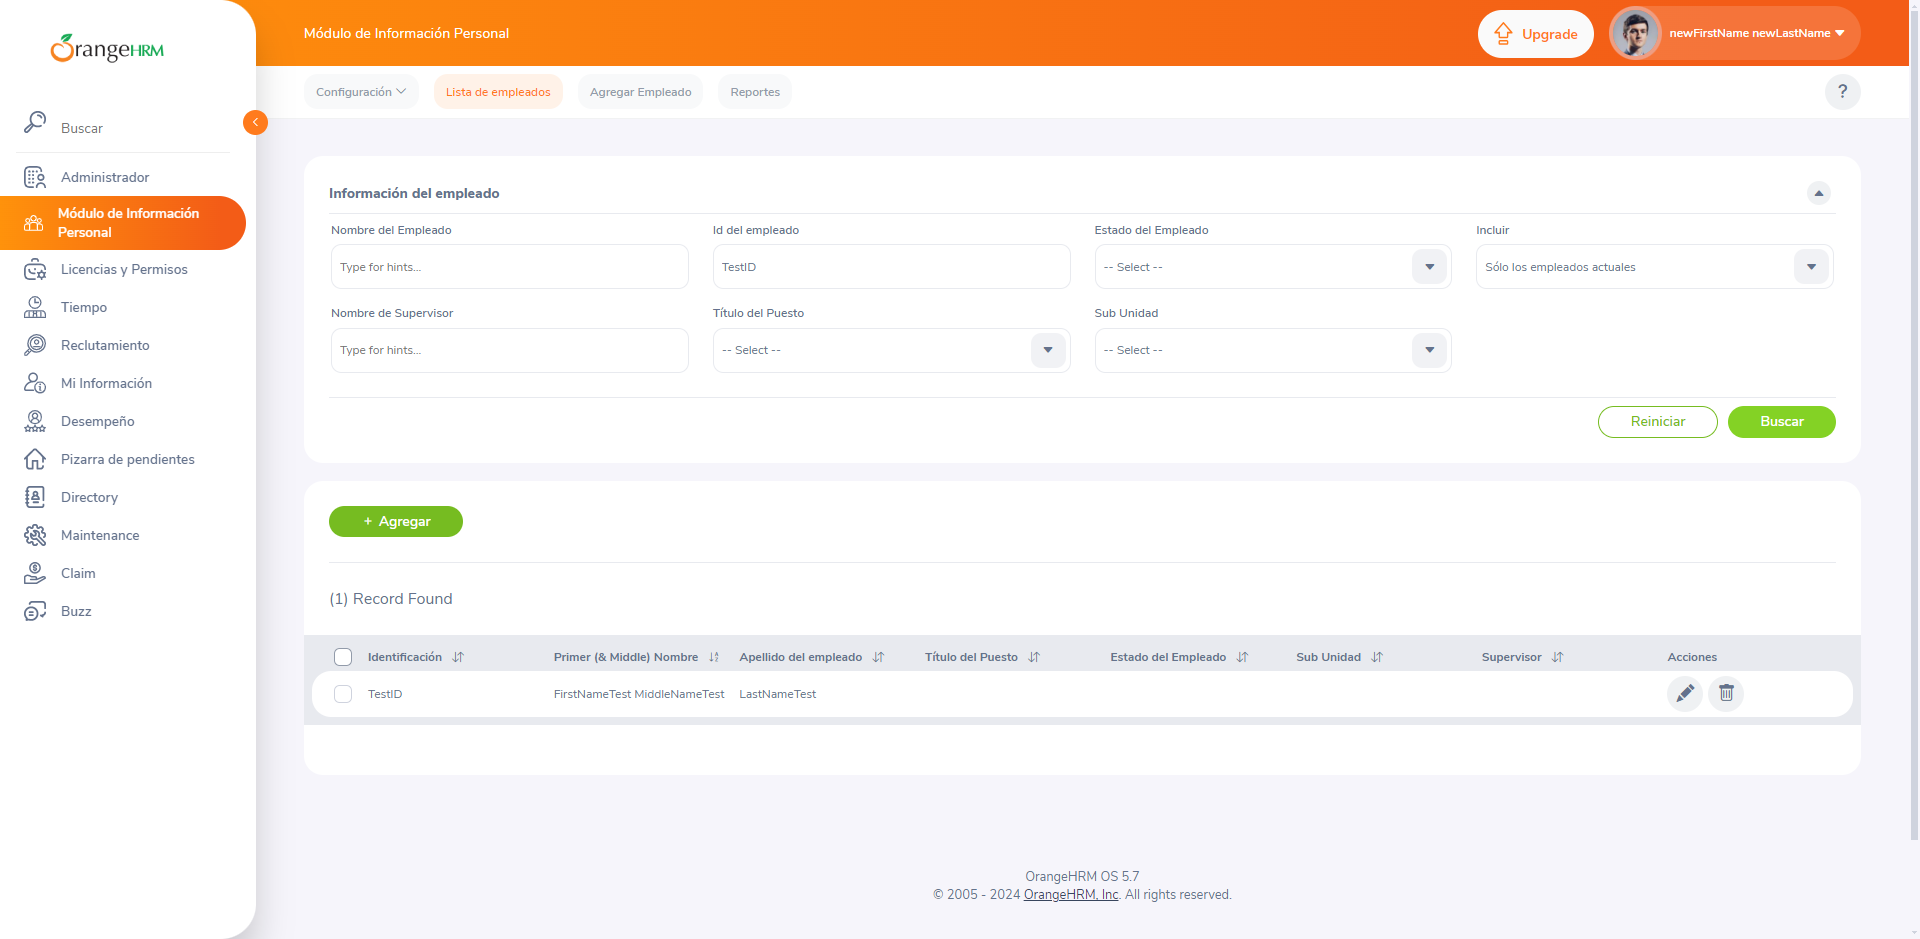 OrangeHRM
Buscar
Administrador
Módulo de Información
Personal
Licencias y Permisos
Tiempo
Reclutamiento
Mi Información
Desempeño
Pizarra de pendientes
Directory
Maintenance
Claim
Buzz
Módulo de Información Personal
Upgrade
newFirstName newLastName
Configuración
Lista de empleados
Agregar Empleado
Reportes
?
Información del empleado
Nombre del Empleado Id del empleado Estado del Empleado Incluir
Type for hints... TestID -- Select -- Sólo los empleados actuales
Nombre de Supervisor Título del Puesto Sub Unidad
Type for hints... -- Select -- -- Select --
Reiniciar Buscar
+ Agregar
(1) Record Found
Identificación Primer (& Middle) Nombre Apellido del empleado Título del Puesto Estado del Empleado Sub Unidad Supervisor Acciones
TestID FirstNameTest MiddleNameTest LastNameTest
OrangeHRM OS 5.7
© 2005 - 2024 OrangeHRM, Inc. All rights reserved.